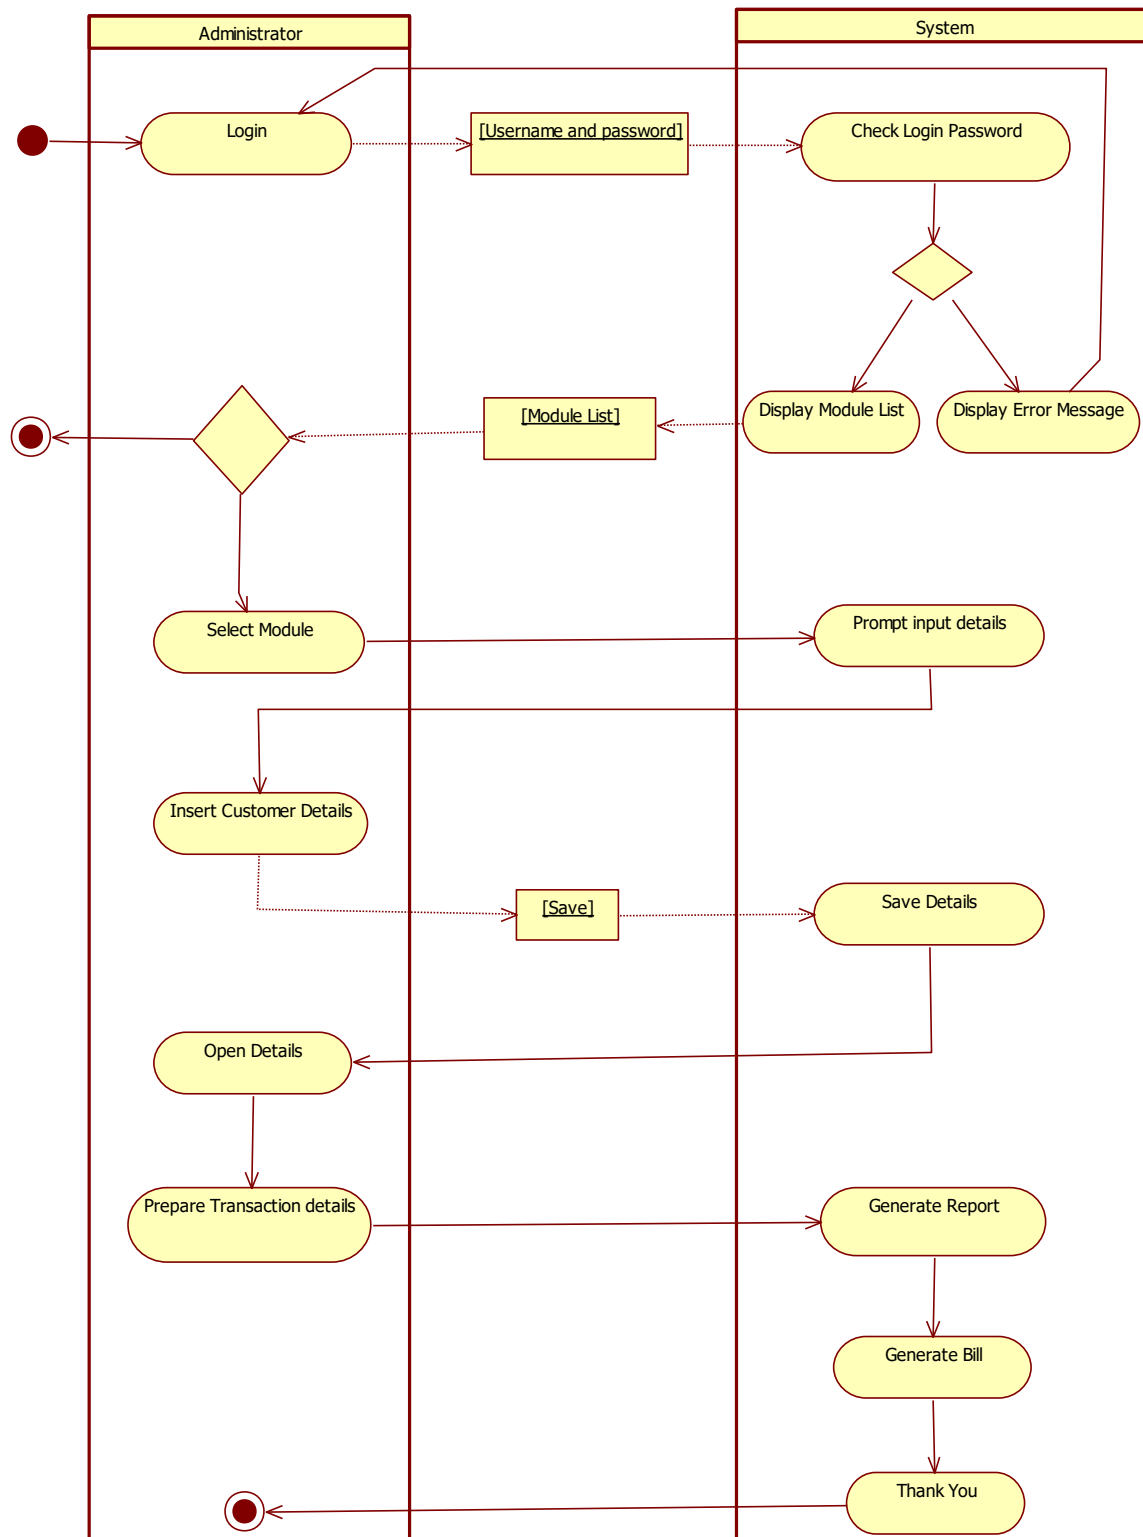 Administrator
System
Login
[Username and password]
Check Login Password
Display Module List
Display Error Message
[Module List]
Select Module
Prompt input details
Insert Customer Details
[Save]
Save Details
Open Details
Prepare Transaction details
Generate Report
Generate Bill
Thank You